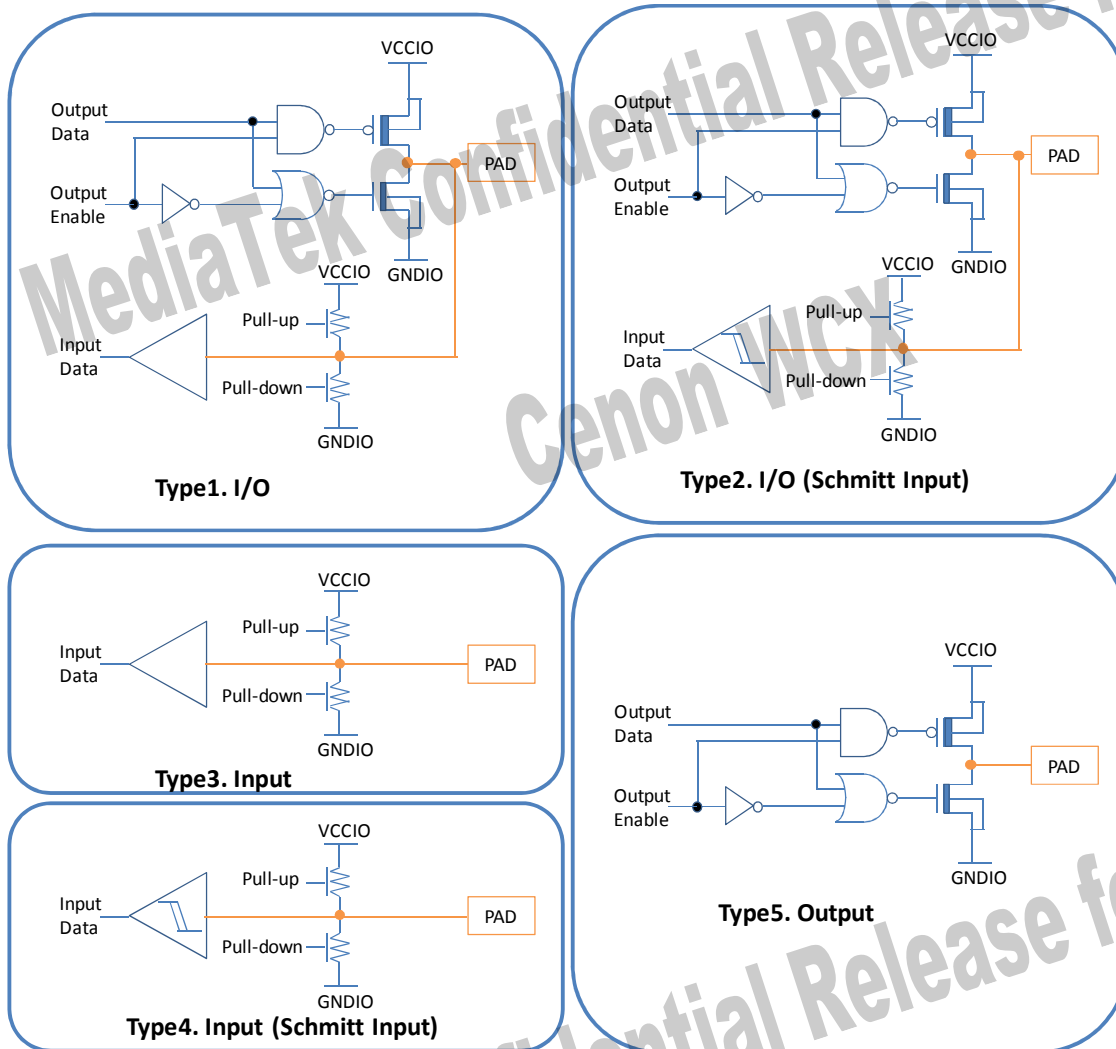 VCCIO
Output
Data
Output
Enable
PAD
GNDIO
VCCIO
Pull-up
Input
Data
Pull-down
GNDIO
Type1. I/O
VCCIO
Output
Data
Output
Enable
PAD
GNDIO
VCCIO
Pull-up
Input
Data
Pull-down
GNDIO
Type2. I/O (Schmitt Input)
VCCIO
Pull-up
Input
Data
PAD
Pull-down
GNDIO
Type3. Input
VCCIO
Pull-up
Input
Data
PAD
Pull-down
GNDIO
Type4. Input (Schmitt Input)
VCCIO
Output
Data
PAD
Output
Enable
GNDIO
Type5. Output
MediaTek Confidential Release
Cenon WCX
Release